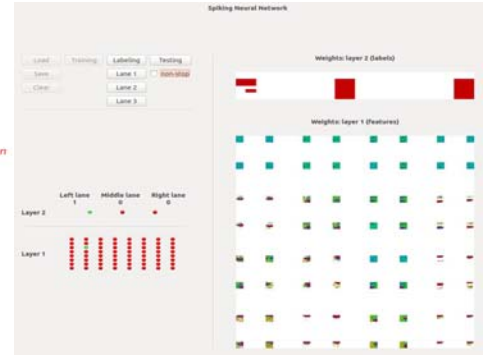 Spiking Neural Network
Load Training Labeling Testing
Save Lane 1 non-stop
Clear Lane 2
Lane 3
Weights: layer 2 (labels)
Weights: layer 1 (features)
Left lane Middle lane Right lane
1 0 0
Layer 2
Layer 1